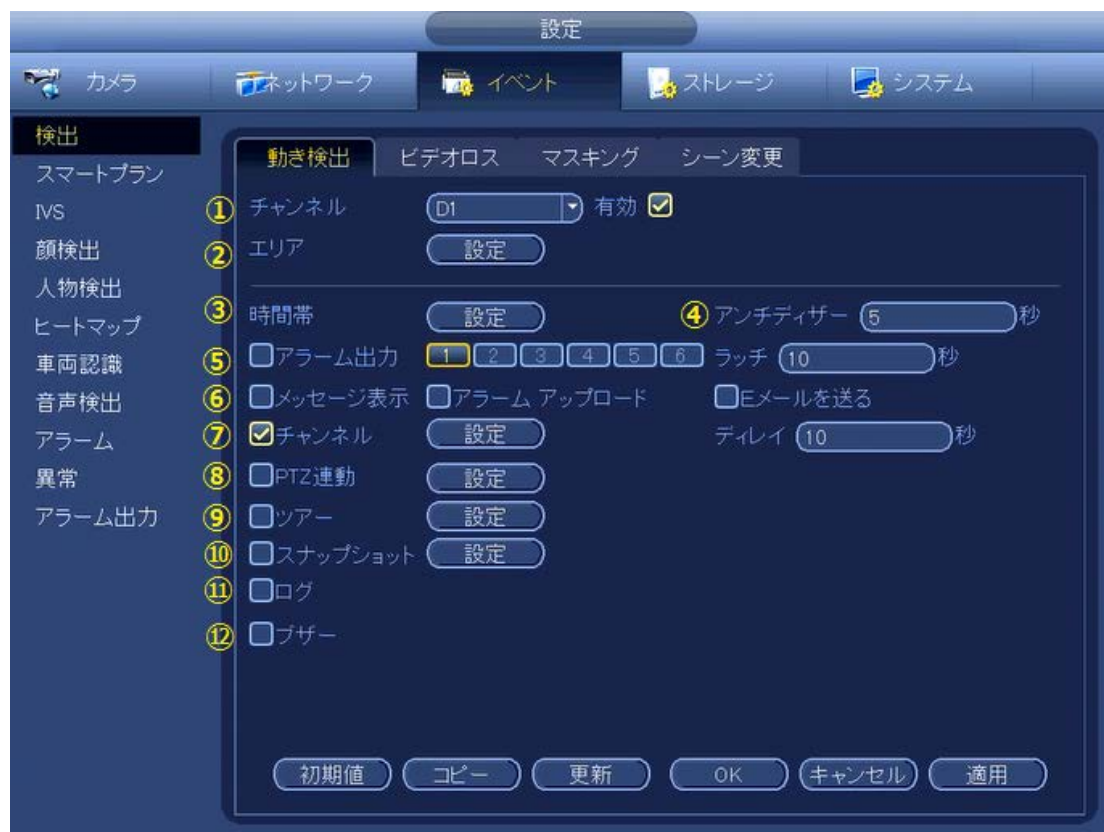 設定
カメラ ネットワーク イベント ストレージ システム
検出
スマートプラン
IVS
顔検出
人物検出
ヒートマップ
車両認識
音声検出
アラーム
異常
アラーム出力
動き検出 ビデオロス マスキング シーン変更
① チャンネル D1 有効
② エリア 設定
③ 時間帯 設定 ④ アンチディザー 5 秒
⑤ アラーム出力 1 2 3 4 5 6 ラッチ 10 秒
⑥ メッセージ表示 アラーム アップロード Eメールを送る
⑦ チャンネル 設定 ディレイ 10 秒
⑧ PTZ連動 設定
⑨ ツアー 設定
⑩ スナップショット 設定
⑪ ログ
⑫ ブザー
初期値 コピー 更新 OK キャンセル 適用